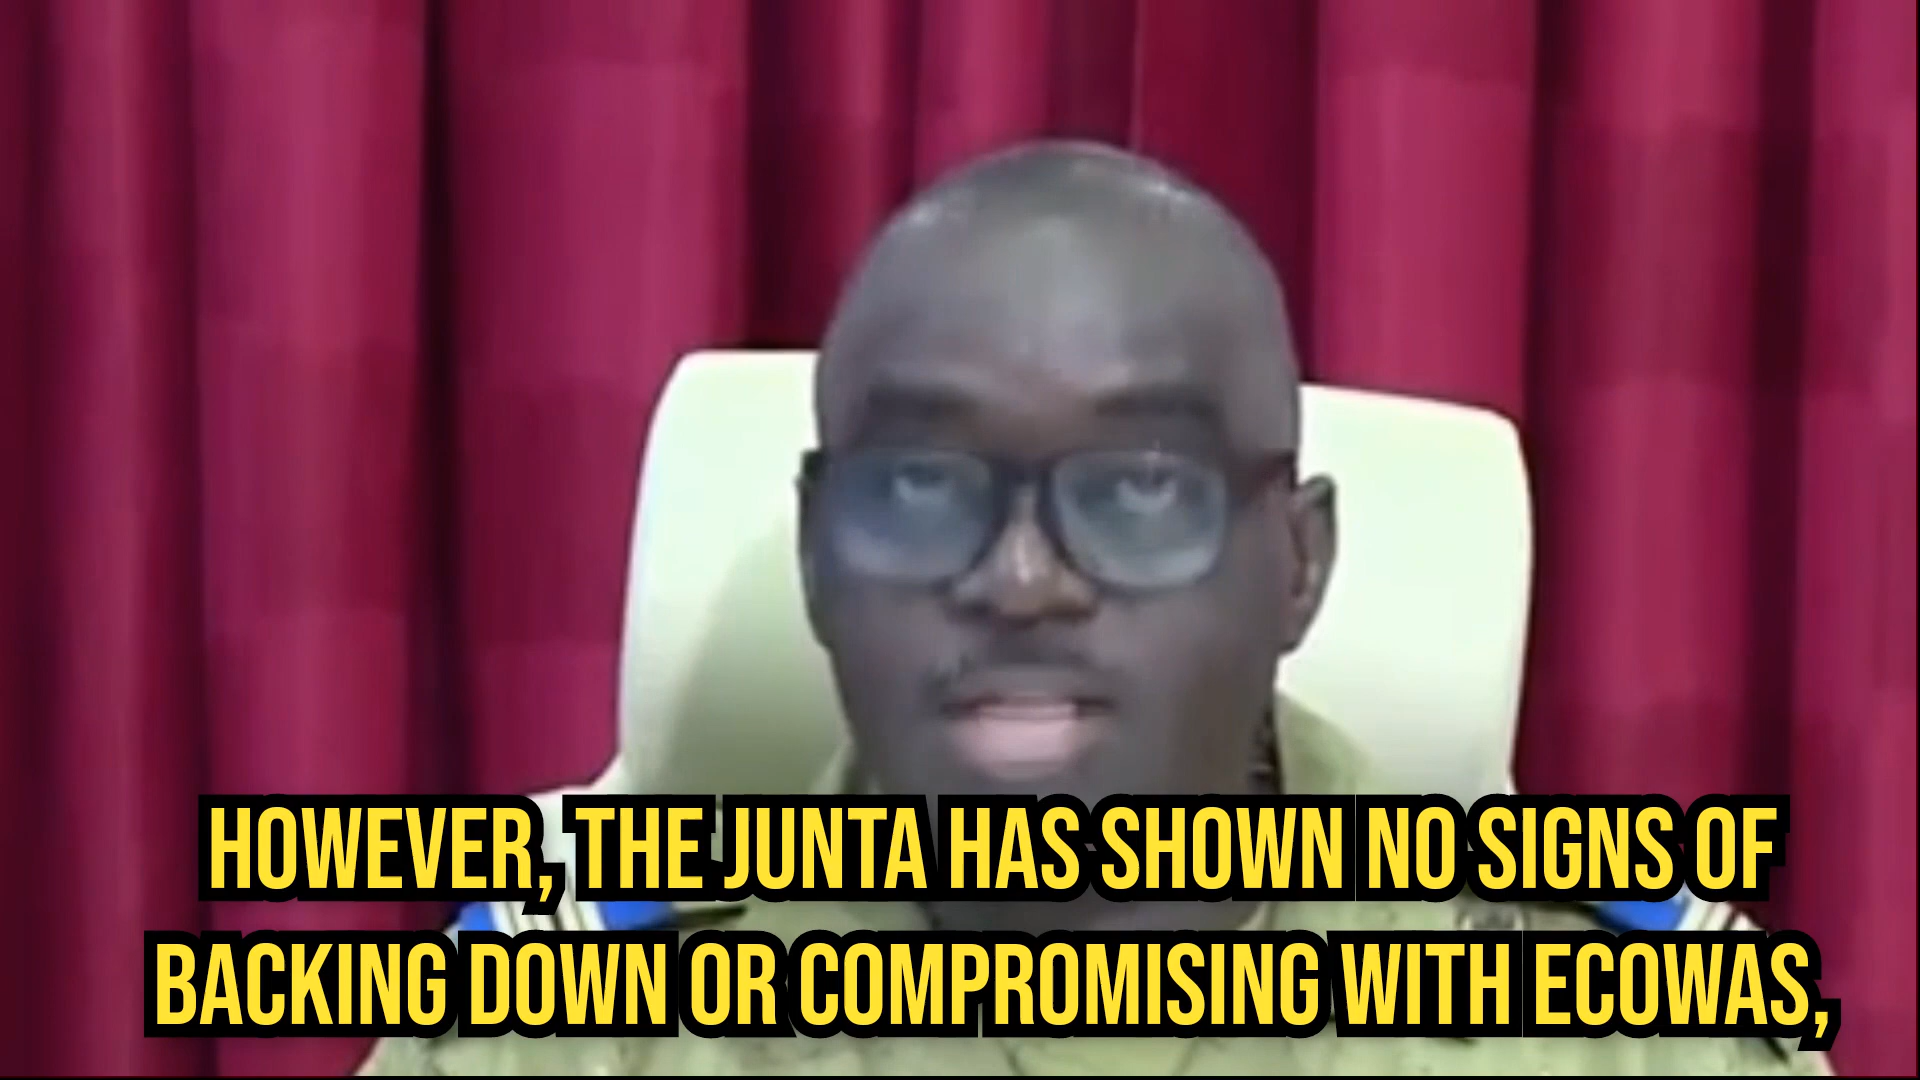 HOWEVER, THE JUNTA HAS SHOWN NO SIGNS OF
BACKING DOWN OR COMPROMISING WITH ECOWAS,